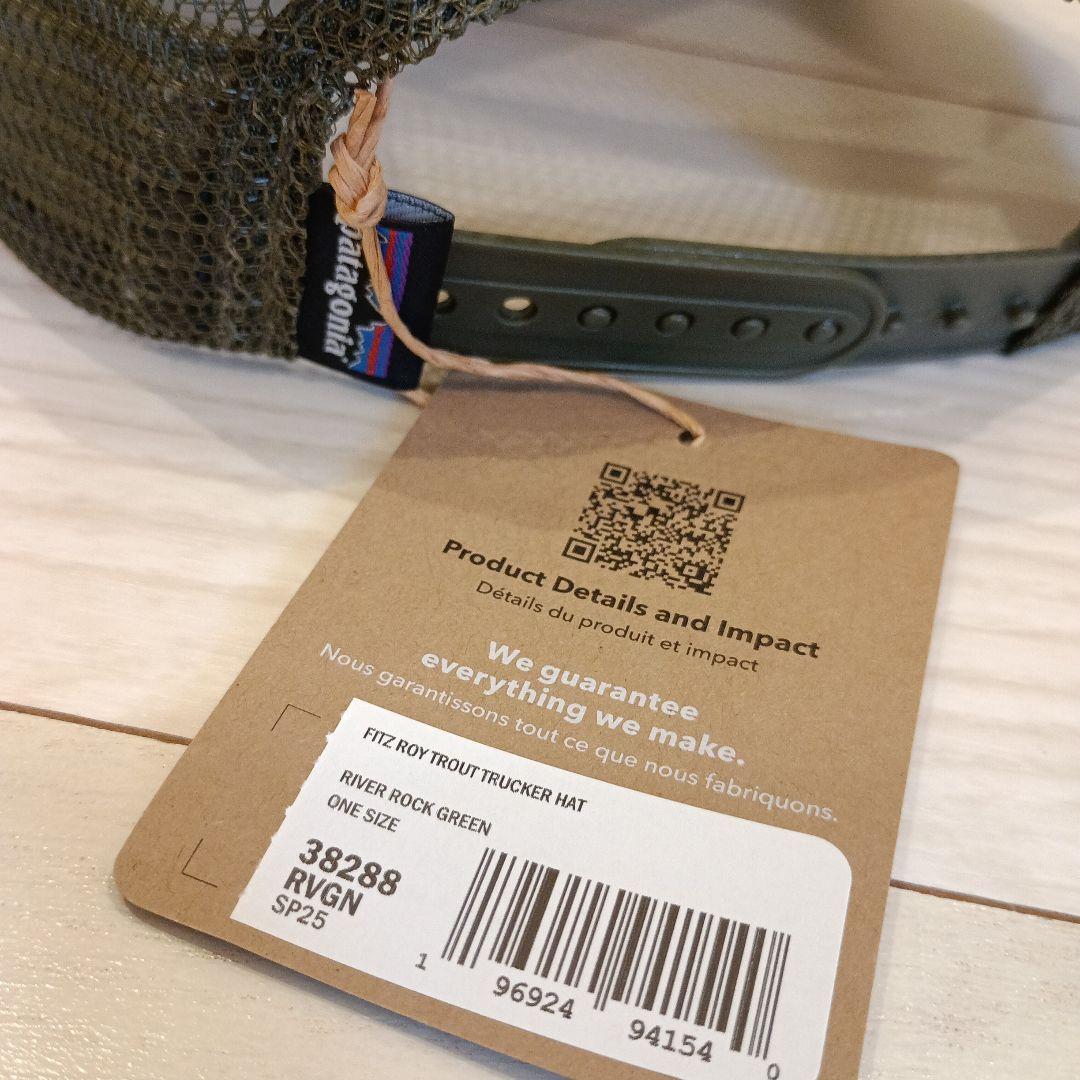 patagonia
Product Details and Impact
Détails du produit et impact
We guarantee
everything we make.
Nous garantissons tout ce que nous fabriquons.
FITZ ROY TROUT TRUCKER HAT
RIVER ROCK GREEN
ONE SIZE
38288
RVGN
SP25
1 96924 94154 0